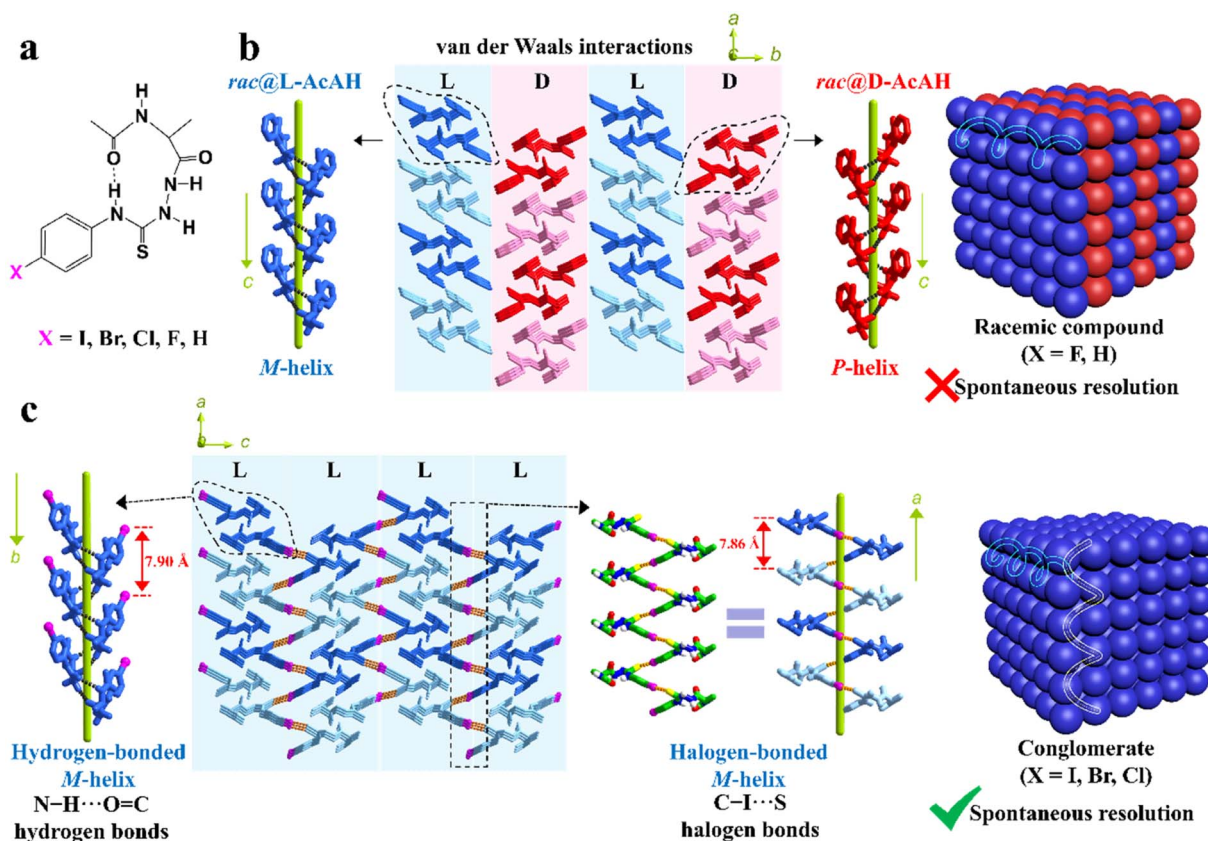 a
H
N
O
O
H
N–H
N
N
H
S
X
X = I, Br, Cl, F, H
b
van der Waals interactions
a
c
b
rac@L-AcAH
L
D
L
D
rac@D-AcAH
c
c
M-helix
P-helix
Racemic compound
(X = F, H)
Spontaneous resolution
c
a
b
c
L
L
L
L
b
7.90 Å
7.86 Å
a
Hydrogen-bonded
M-helix
N−H···O=C
hydrogen bonds
Halogen-bonded
M-helix
C−I···S
halogen bonds
Conglomerate
(X = I, Br, Cl)
Spontaneous resolution